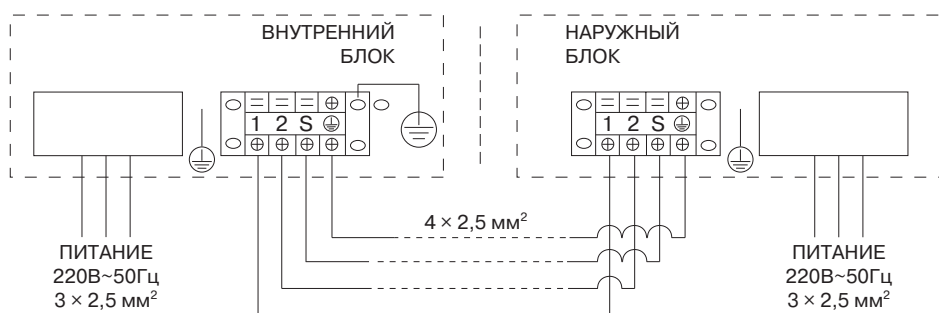 ВНУТРЕННИЙ
БЛОК
НАРУЖНЫЙ
БЛОК
1 2 S
1 2 S
4 × 2,5 мм²
ПИТАНИЕ
220В~50Гц
3 × 2,5 мм²
ПИТАНИЕ
220В~50Гц
3 × 2,5 мм²